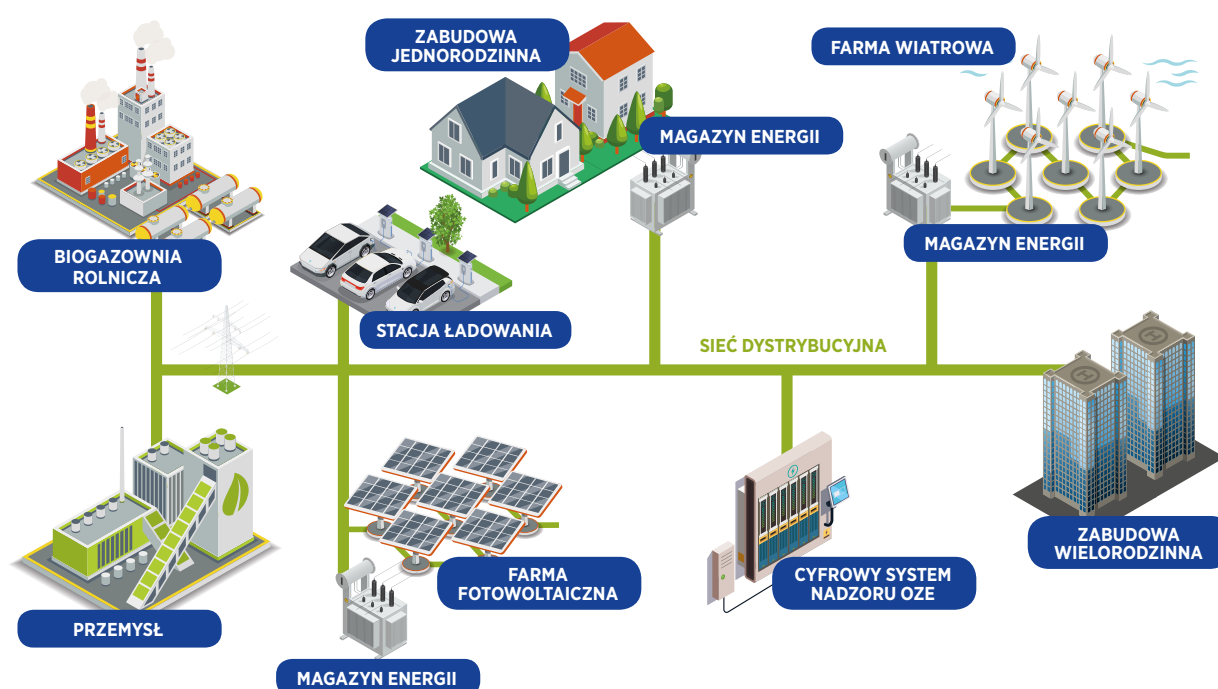 ZABUDOWA
JEDNORODZINNA
FARMA WIATROWA
MAGAZYN ENERGII
BIOGAZOWNIA
ROLNICZA
MAGAZYN ENERGII
STACJA ŁADOWANIA
SIEĆ DYSTRYBUCYJNA
ZABUDOWA
WIELORODZINNA
FARMA
FOTOWOLTAICZNA
CYFROWY SYSTEM
NADZORU OZE
PRZEMYSŁ
MAGAZYN ENERGII